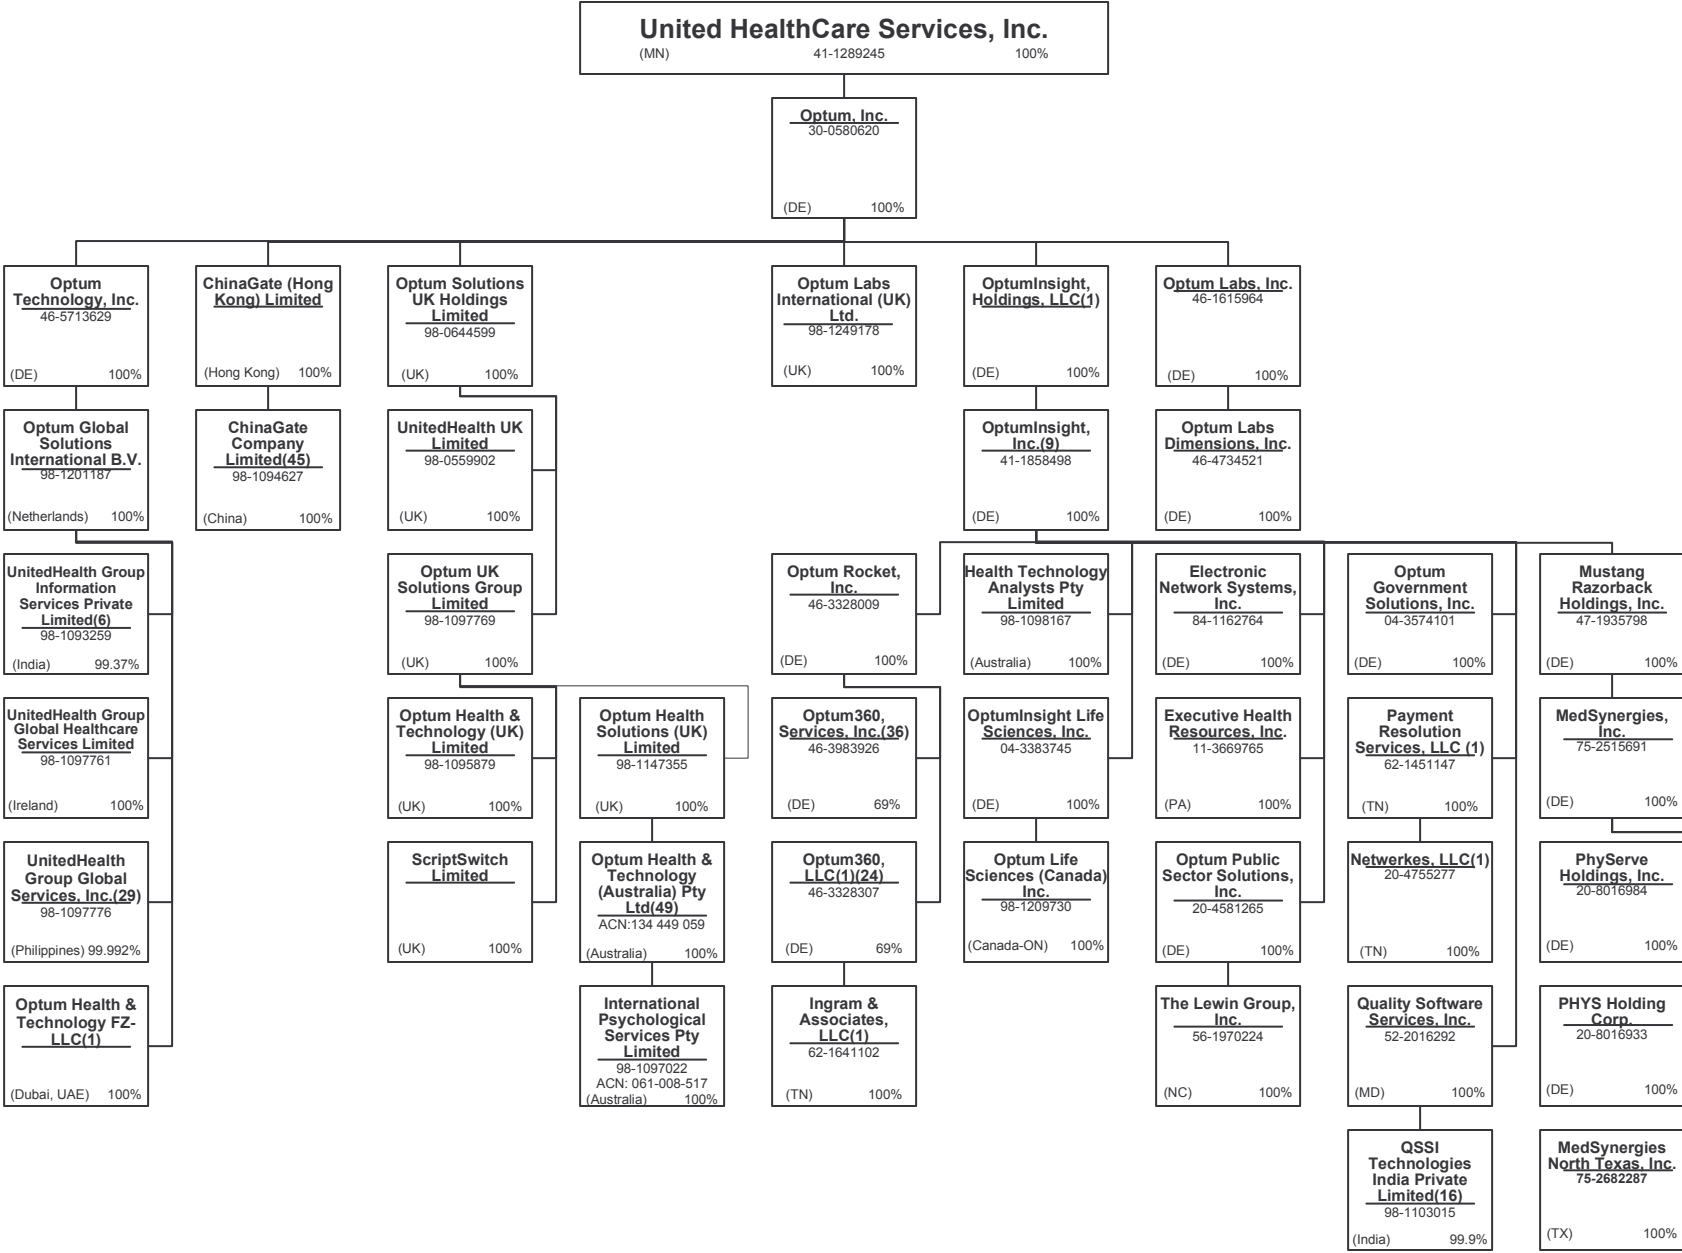 United HealthCare Services, Inc.
(MN) 41-1289245 100%
Optum, Inc.
30-0580620
(DE) 100%
Optum
Technology, Inc.
46-5713629
(DE) 100%
ChinaGate (Hong
Kong) Limited
(Hong Kong) 100%
Optum Solutions
UK Holdings
Limited
98-0644599
(UK) 100%
Optum Labs
International (UK)
Ltd.
98-1249178
(UK) 100%
OptumInsight,
Holdings, LLC(1)
(DE) 100%
Optum Labs, Inc.
46-1615964
(DE) 100%
Optum Global
Solutions
International B.V.
98-1201187
(Netherlands) 100%
ChinaGate
Company
Limited(45)
98-1094627
(China) 100%
UnitedHealth UK
Limited
98-0559902
(UK) 100%
OptumInsight,
Inc.(9)
41-1858498
(DE) 100%
Optum Labs
Dimensions, Inc.
46-4734521
(DE) 100%
UnitedHealth Group
Information
Services Private
Limited(6)
98-1093259
(India) 99.37%
Optum UK
Solutions Group
Limited
98-1097769
(UK) 100%
Optum Rocket,
Inc.
46-3328009
(DE) 100%
Health Technology
Analysts Pty
Limited
98-1098167
(Australia) 100%
Electronic
Network Systems,
Inc.
84-1162764
(DE) 100%
Optum
Government
Solutions, Inc.
04-3574101
(DE) 100%
Mustang
Razorback
Holdings, Inc.
47-1935798
(DE) 100%
UnitedHealth Group
Global Healthcare
Services Limited
98-1097761
(Ireland) 100%
Optum Health &
Technology (UK)
Limited
98-1095879
(UK) 100%
Optum Health
Solutions (UK)
Limited
98-1147355
(UK) 100%
Optum360,
Services, Inc.(36)
46-3983926
(DE) 69%
OptumInsight Life
Sciences, Inc.
04-3383745
(DE) 100%
Executive Health
Resources, Inc.
11-3669765
(PA) 100%
Payment
Resolution
Services, LLC (1)
62-1451147
(TN) 100%
MedSynergies,
Inc.
75-2515691
(DE) 100%
UnitedHealth
Group Global
Services, Inc.(29)
98-1097776
(Philippines) 99.992%
ScriptSwitch
Limited
(UK) 100%
Optum Health &
Technology
(Australia) Pty
Ltd(49)
ACN:134 449 059
(Australia) 100%
Optum360,
LLC(1)(24)
46-3328307
(DE) 69%
Optum Life
Sciences (Canada)
Inc.
98-1209730
(Canada-ON) 100%
Optum Public
Sector Solutions,
Inc.
20-4581265
(DE) 100%
Netwerkes, LLC(1)
20-4755277
(TN) 100%
PhyServe
Holdings, Inc.
20-8016984
(DE) 100%
Optum Health &
Technology FZ-
LLC(1)
(Dubai, UAE) 100%
International
Psychological
Services Pty
Limited
98-1097022
ACN: 061-008-517
(Australia) 100%
Ingram &
Associates,
LLC(1)
62-1641102
(TN) 100%
The Lewin Group,
Inc.
56-1970224
(NC) 100%
Quality Software
Services, Inc.
52-2016292
(MD) 100%
PHYS Holding
Corp.
20-8016933
(DE) 100%
QSSI
Technologies
India Private
Limited(16)
98-1103015
(India) 99.9%
MedSynergies
North Texas, Inc.
75-2682287
(TX) 100%